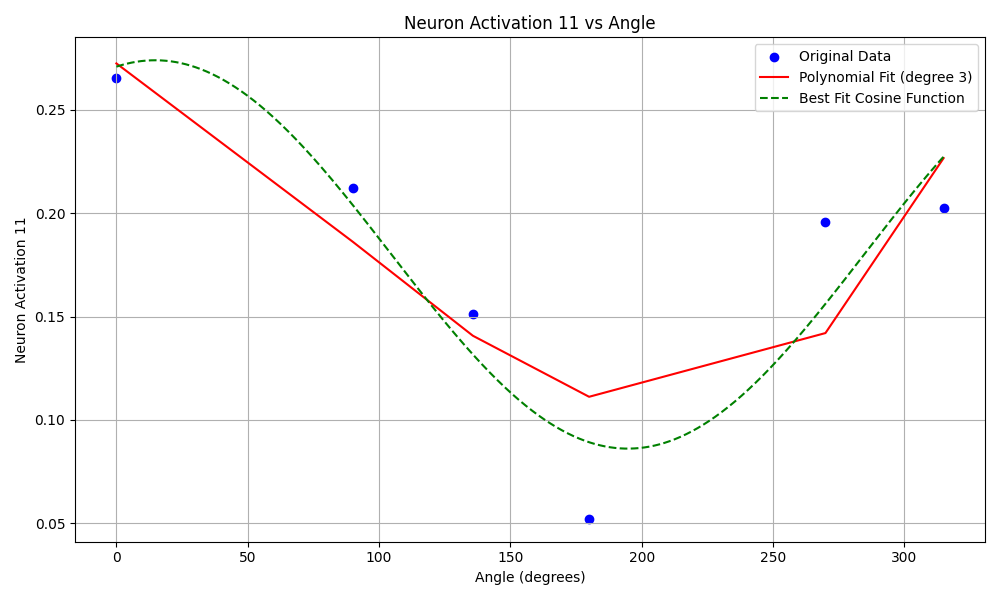 Neuron Activation 11 vs Angle
Original Data
Polynomial Fit (degree 3)
Best Fit Cosine Function
Neuron Activation 11
0.25
0.20
0.15
0.10
0.05
0
50
100
150
200
250
300
Angle (degrees)